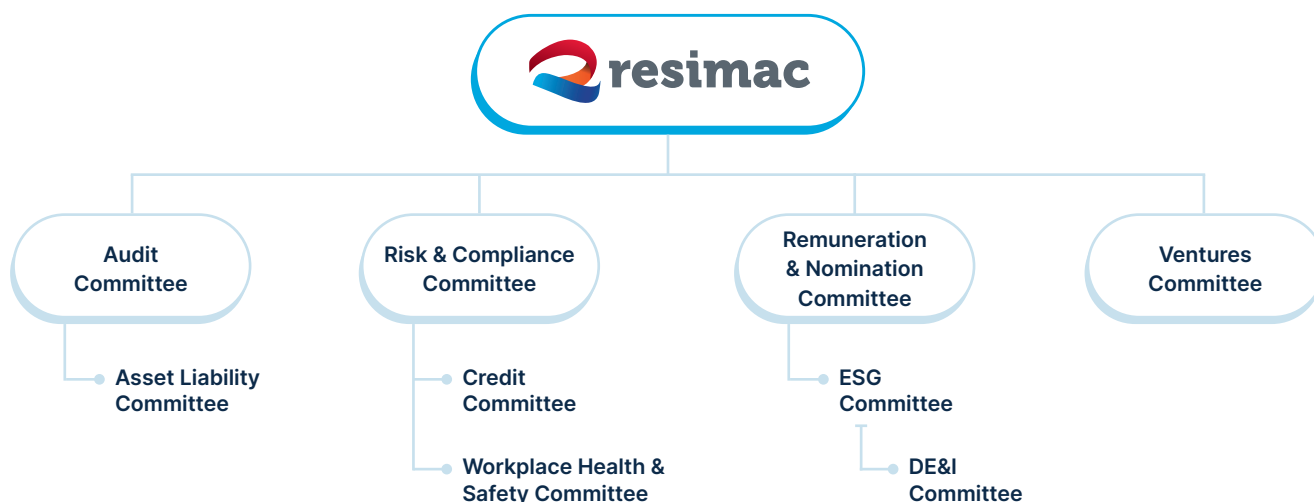 resimac
Audit
Committee
Risk & Compliance
Committee
Remuneration
& Nomination
Committee
Ventures
Committee
Asset Liability
Committee
Credit
Committee
ESG
Committee
Workplace Health &
Safety Committee
DE&I
Committee